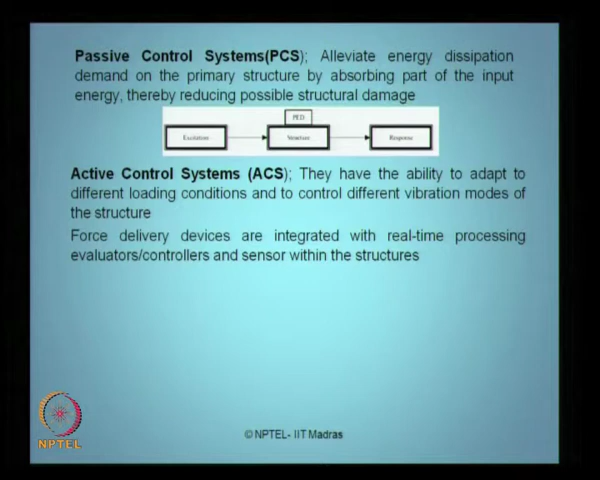 Passive Control Systems(PCS); Alleviate energy dissipation
demand on the primary structure by absorbing part of the input
energy, thereby reducing possible structural damage
PED
Excitation
Structure
Response
Active Control Systems (ACS); They have the ability to adapt to
different loading conditions and to control different vibration modes of
the structure
Force delivery devices are integrated with real-time processing
evaluators/controllers and sensor within the structures
NPTEL
© NPTEL- IIT Madras